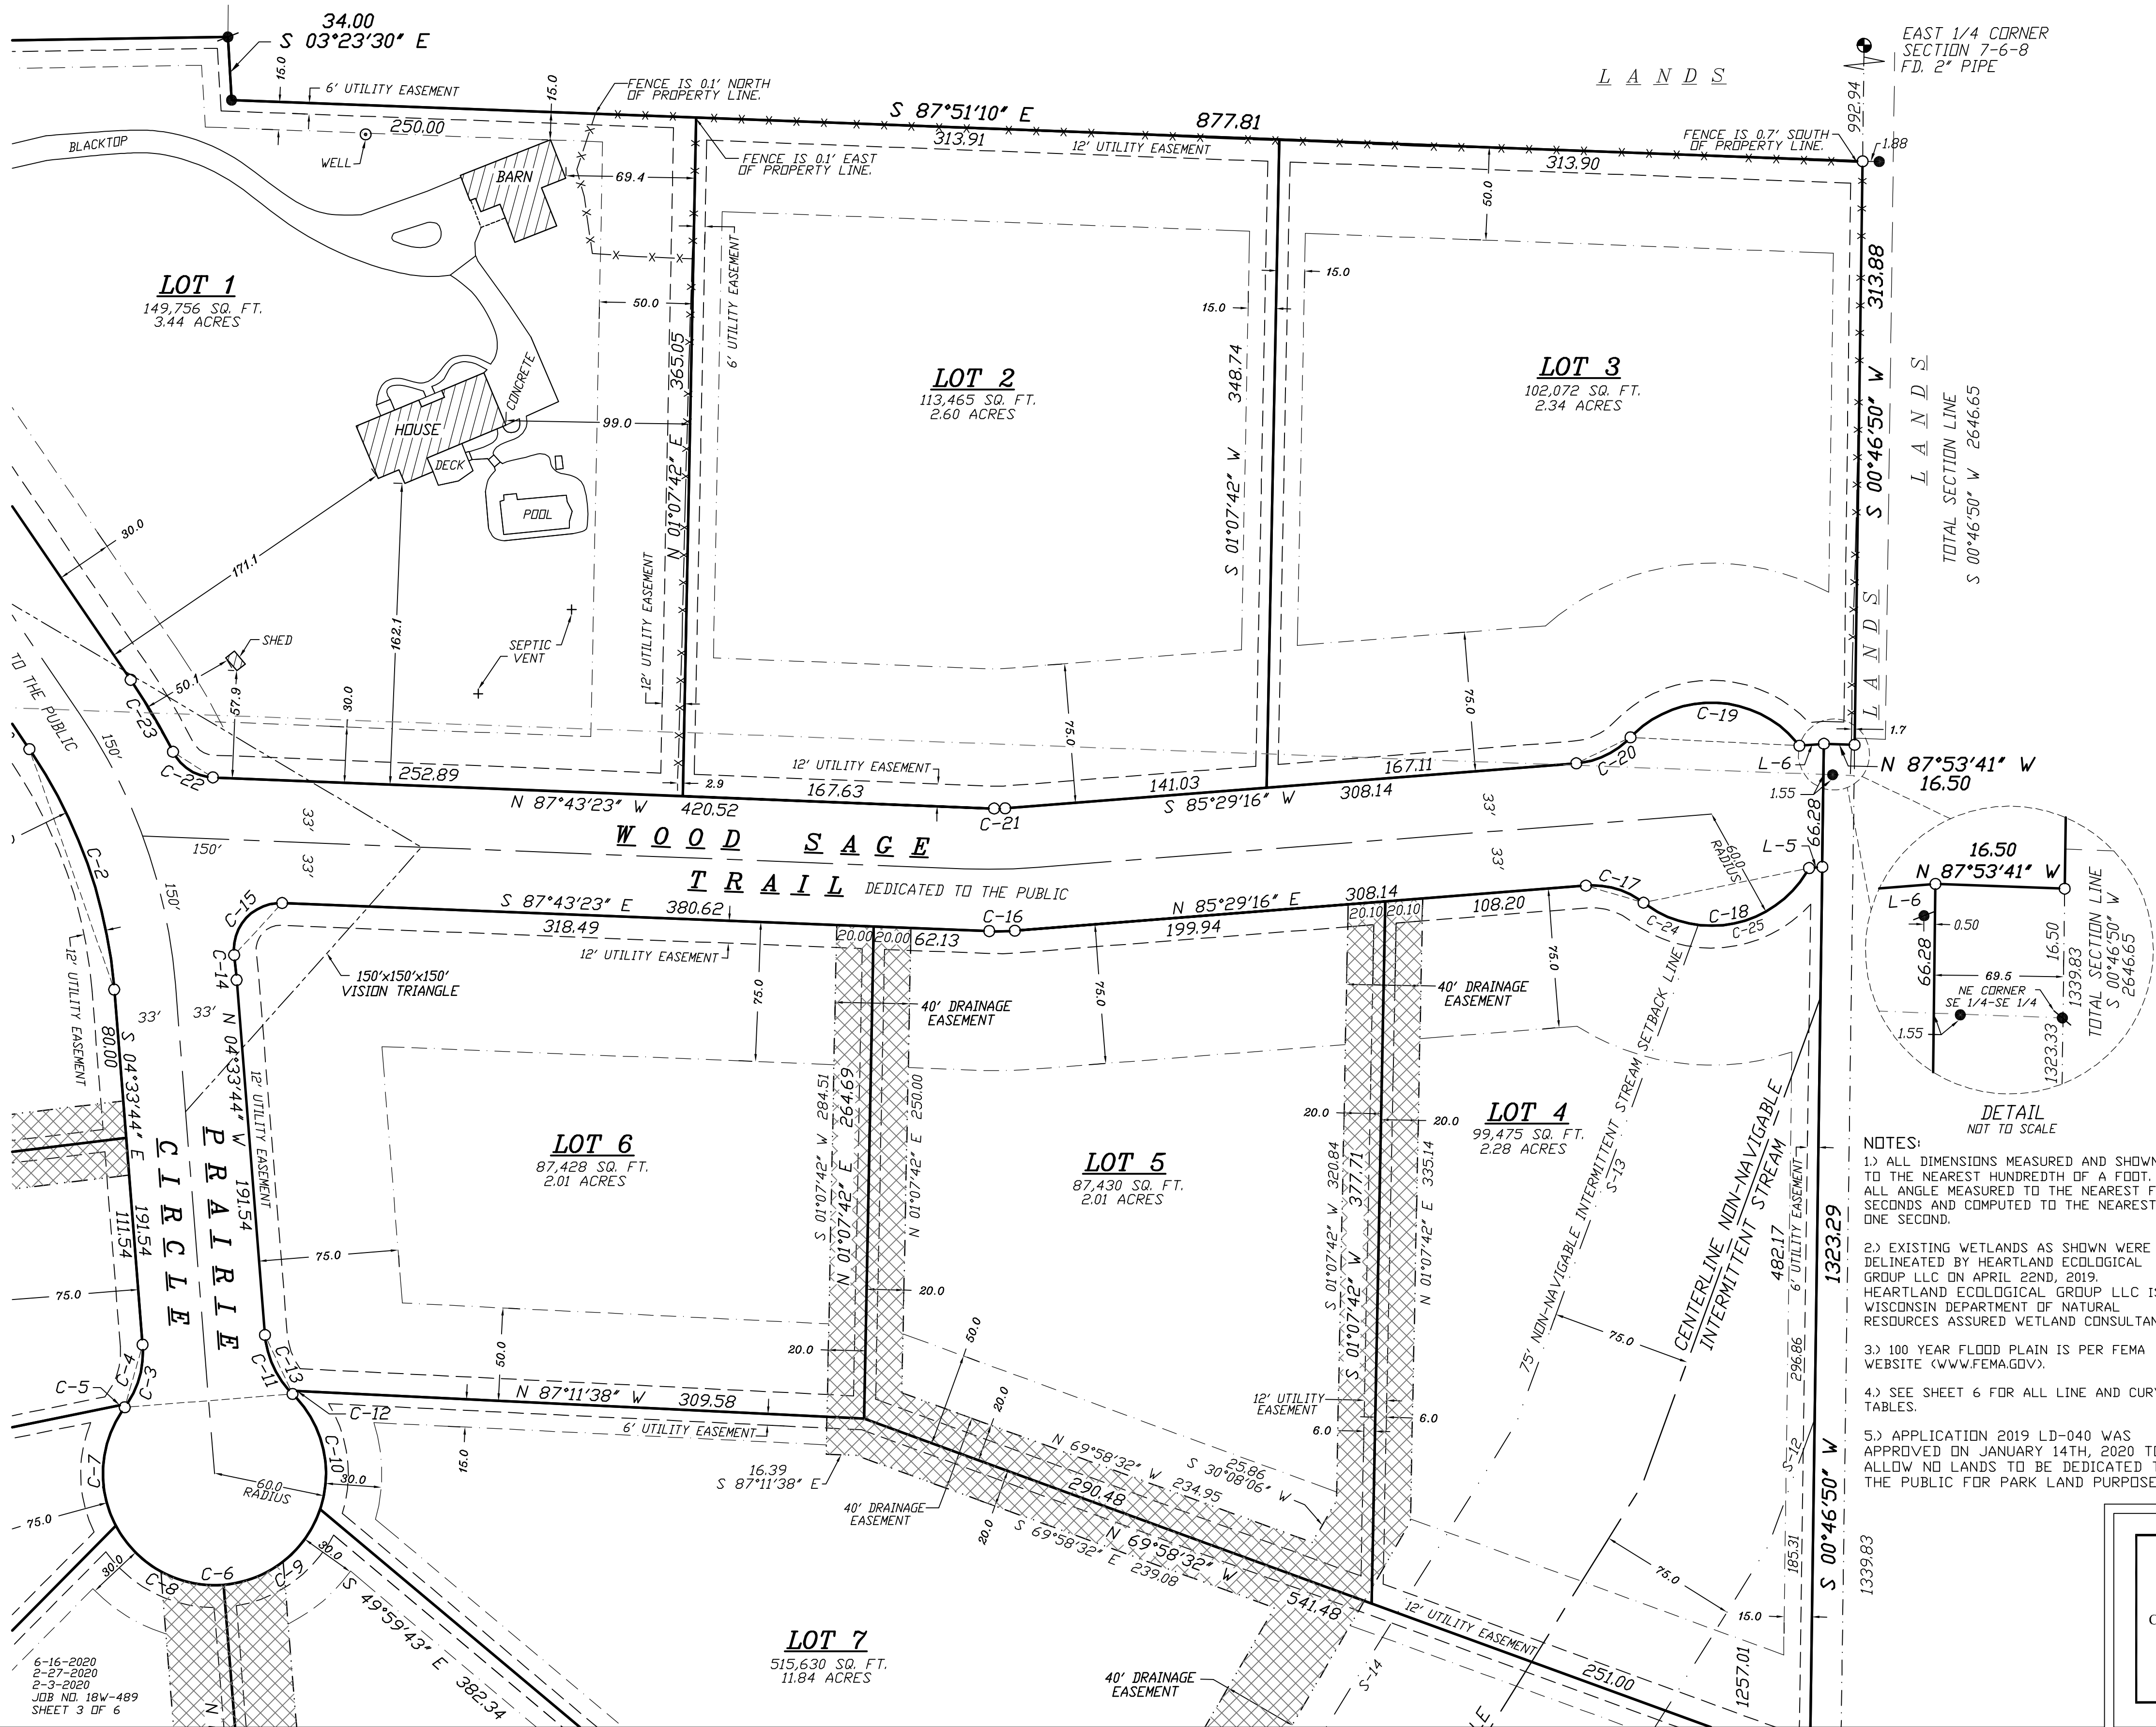 34.00
S 03°23'30" E
15.0
6' UTILITY EASEMENT
250.00
WELL
BLACKTOP
BARN
15.0
FENCE IS 0.1' NORTH
OF PROPERTY LINE.
69.4
FENCE IS 0.1' EAST
OF PROPERTY LINE.
S 87°51'10" E
877.81
313.91
12' UTILITY EASEMENT
L A N D S
EAST 1/4 CORNER
SECTION 7-6-8
FD. 2" PIPE
992.94
FENCE IS 0.7' SOUTH
OF PROPERTY LINE.
1.88
313.90
50.0
LOT 1
149,756 SQ. FT.
3.44 ACRES
50.0
6' UTILITY EASEMENT
365.05
N 01°07'42" E
CONCRETE
HOUSE
99.0
DECK
POOL
30.0
171.1
162.1
SHED
50.1
57.9
30.0
SEPTIC
VENT
12' UTILITY EASEMENT
LOT 2
113,465 SQ. FT.
2.60 ACRES
15.0
15.0
348.74
S 01°07'42" W
LOT 3
102,072 SQ. FT.
2.34 ACRES
313.88
S 00°46'50" W
L A N D S
L A N D S
TOTAL SECTION LINE
S 00°46'50" W 2646.65
75.0
75.0
C-19
C-20
1.7
L-6
N 87°53'41" W
16.50
1.55
66.28
L-5
TO THE PUBLIC
150'
C-23
C-22
252.89
12' UTILITY EASEMENT
2.9
167.63
N 87°43'23" W
420.52
C-21
141.03
S 85°29'16" W
167.11
308.14
33'
33'
33'
33'
150'
150'
W O O D S A G E
T R A I L DEDICATED TO THE PUBLIC
60.0
RADIUS
C-2
C-15
C-14
S 87°43'23" E
380.62
318.49
12' UTILITY EASEMENT
20.00
20.00
62.13
C-16
N 85°29'16" E
308.14
199.94
20.10
20.10
108.20
C-17
C-24
C-18
C-25
150'x150'x150'
VISION TRIANGLE
12' UTILITY EASEMENT
80.00
33'
33'
S 04°33'44" E
N 04°33'44" W
12' UTILITY EASEMENT
75.0
40' DRAINAGE
EASEMENT
75.0
40' DRAINAGE
EASEMENT
75.0
16.50
N 87°53'41" W
L-6
0.50
66.28
69.5
NE CORNER
SE 1/4-SE 1/4
1.55
16.50
1339.83
1323.33
TOTAL SECTION LINE
S 00°46'50" W
2646.65
DETAIL
NOT TO SCALE
LOT 6
87,428 SQ. FT.
2.01 ACRES
S 01°07'42" W 284.51
N 01°07'42" E 264.69
N 01°07'42" E 250.00
LOT 5
87,430 SQ. FT.
2.01 ACRES
20.0
20.0
S 01°07'42" W 320.84
S 01°07'42" W 377.71
N 01°07'42" E 335.14
LOT 4
99,475 SQ. FT.
2.28 ACRES
75' NON-NAVIGABLE INTERMITTENT STREAM SETBACK LINE
S-13
CENTERLINE NON-NAVIGABLE
INTERMITTENT STREAM
482.17
6' UTILITY EASEMENT
296.86
1323.29
S 00°46'50" W
NOTES:
1.) ALL DIMENSIONS MEASURED AND SHOWN
TO THE NEAREST HUNDREDTH OF A FOOT.
ALL ANGLE MEASURED TO THE NEAREST F
SECONDS AND COMPUTED TO THE NEAREST
ONE SECOND.
2.) EXISTING WETLANDS AS SHOWN WERE
DELINEATED BY HEARTLAND ECOLOGICAL
GROUP LLC ON APRIL 22ND, 2019.
HEARTLAND ECOLOGICAL GROUP LLC IS
WISCONSIN DEPARTMENT OF NATURAL
RESOURCES ASSURED WETLAND CONSULTAN
3.) 100 YEAR FLOOD PLAIN IS PER FEMA
WEBSITE (WWW.FEMA.GOV).
4.) SEE SHEET 6 FOR ALL LINE AND CUR
TABLES.
5.) APPLICATION 2019 LD-040 WAS
APPROVED ON JANUARY 14TH, 2020 TO
ALLOW NO LANDS TO BE DEDICATED T
THE PUBLIC FOR PARK LAND PURPOSE
P R A I R I E
C I R C L E
191.54
191.54
111.54
75.0
75.0
50.0
20.0
20.0
C-4
C-3
C-5
C-11
C-13
C-12
N 87°11'38" W 309.58
6' UTILITY EASEMENT
15.0
16.39
S 87°11'38" E
C-7
C-10
60.0
RADIUS
30.0
75.0
30.0
C-8
C-6
C-9
30.0
S 49°59'43" E 382.34
N
50.0
20.0
20.0
N 69°58'32" W 234.95
25.86
S 30°08'06" W
290.48
N 69°58'32" W
S 69°58'32" E 239.08
541.48
40' DRAINAGE
EASEMENT
12' UTILITY
EASEMENT
6.0
6.0
75.0
75.0
S-12
185.31
15.0
1339.83
12' UTILITY EASEMENT
251.00
1257.01
S-14
LOT 7
515,630 SQ. FT.
11.84 ACRES
40' DRAINAGE
EASEMENT
LE
C
6-16-2020
2-27-2020
2-3-2020
JOB NO. 18W-489
SHEET 3 OF 6